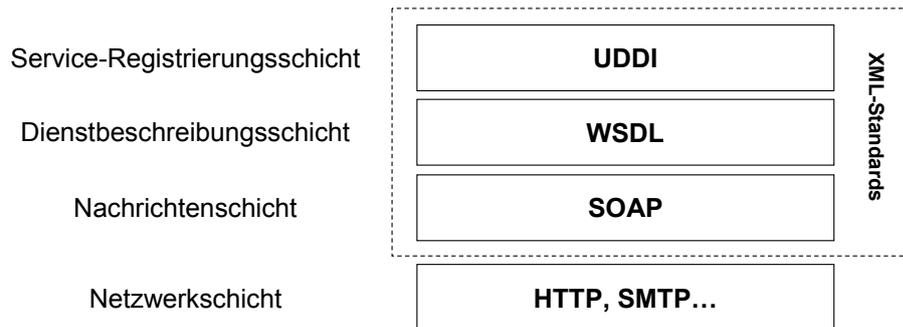 Service-Registrierungsschicht
UDDI
Dienstbeschreibungsschicht
WSDL
Nachrichtenschicht
SOAP
Netzwerkschicht
HTTP, SMTP…
XML-Standards